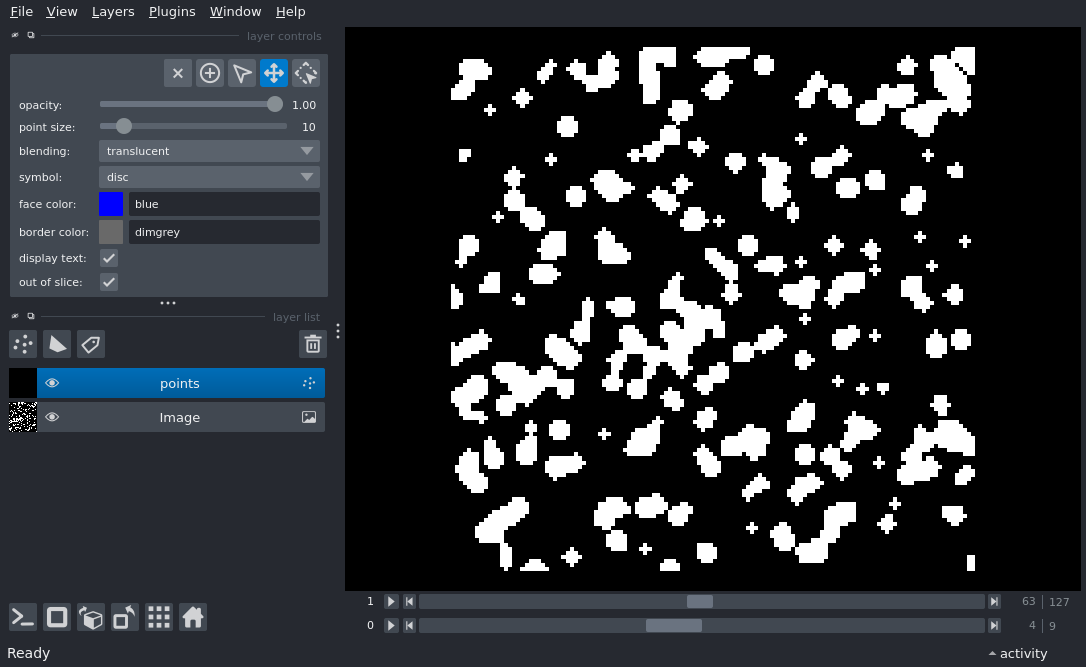 File View Layers Plugins Window Help
layer controls
opacity: 1.00
point size: 10
blending: translucent
symbol: disc
face color: blue
border color: dimgrey
display text:
out of slice:
layer list
points
Image
1 63 127
0 4 9
Ready activity